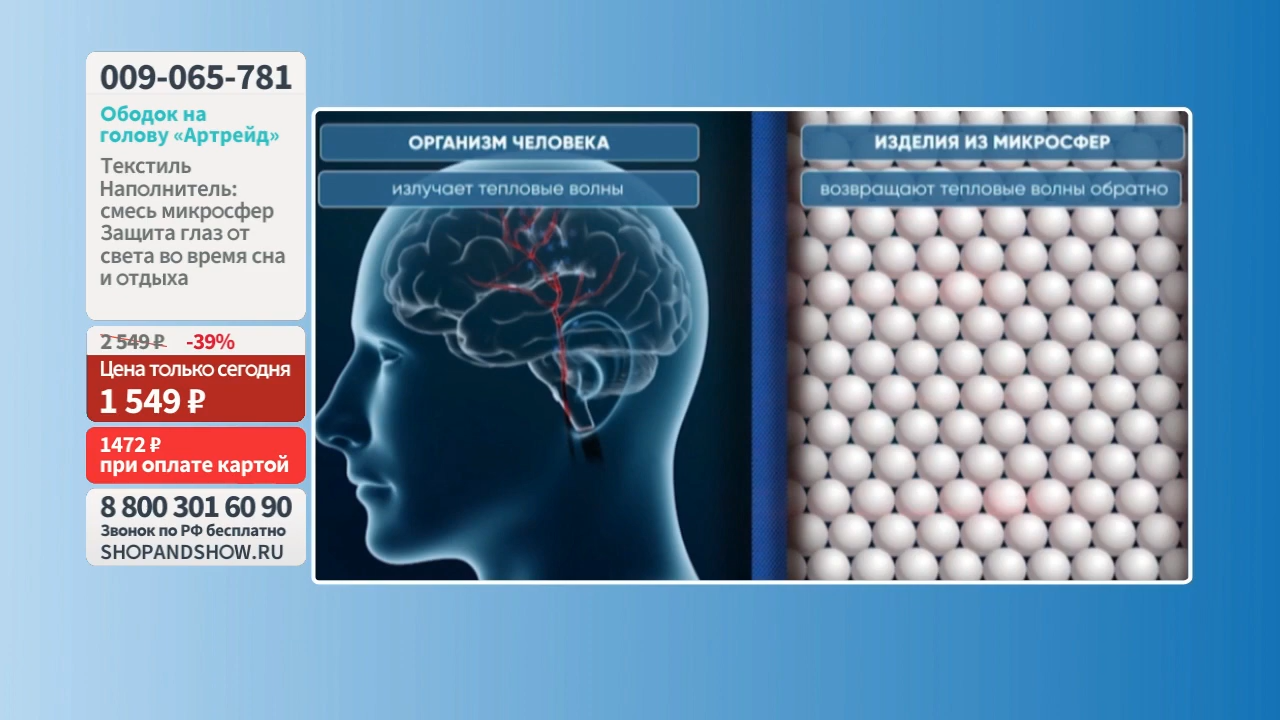 009-065-781
Ободок на
голову «Артрейд»
Текстиль
Наполнитель:
смесь микросфер
Защита глаз от
света во время сна
и отдыха
2 549 ₽ -39%
Цена только сегодня
1 549 ₽
1472 ₽
при оплате картой
8 800 301 60 90
Звонок по РФ бесплатно
SHOPANDSHOW.RU
ОРГАНИЗМ ЧЕЛОВЕКА
излучает тепловые волны
ИЗДЕЛИЯ ИЗ МИКРОСФЕР
возвращают тепловые волны обратно